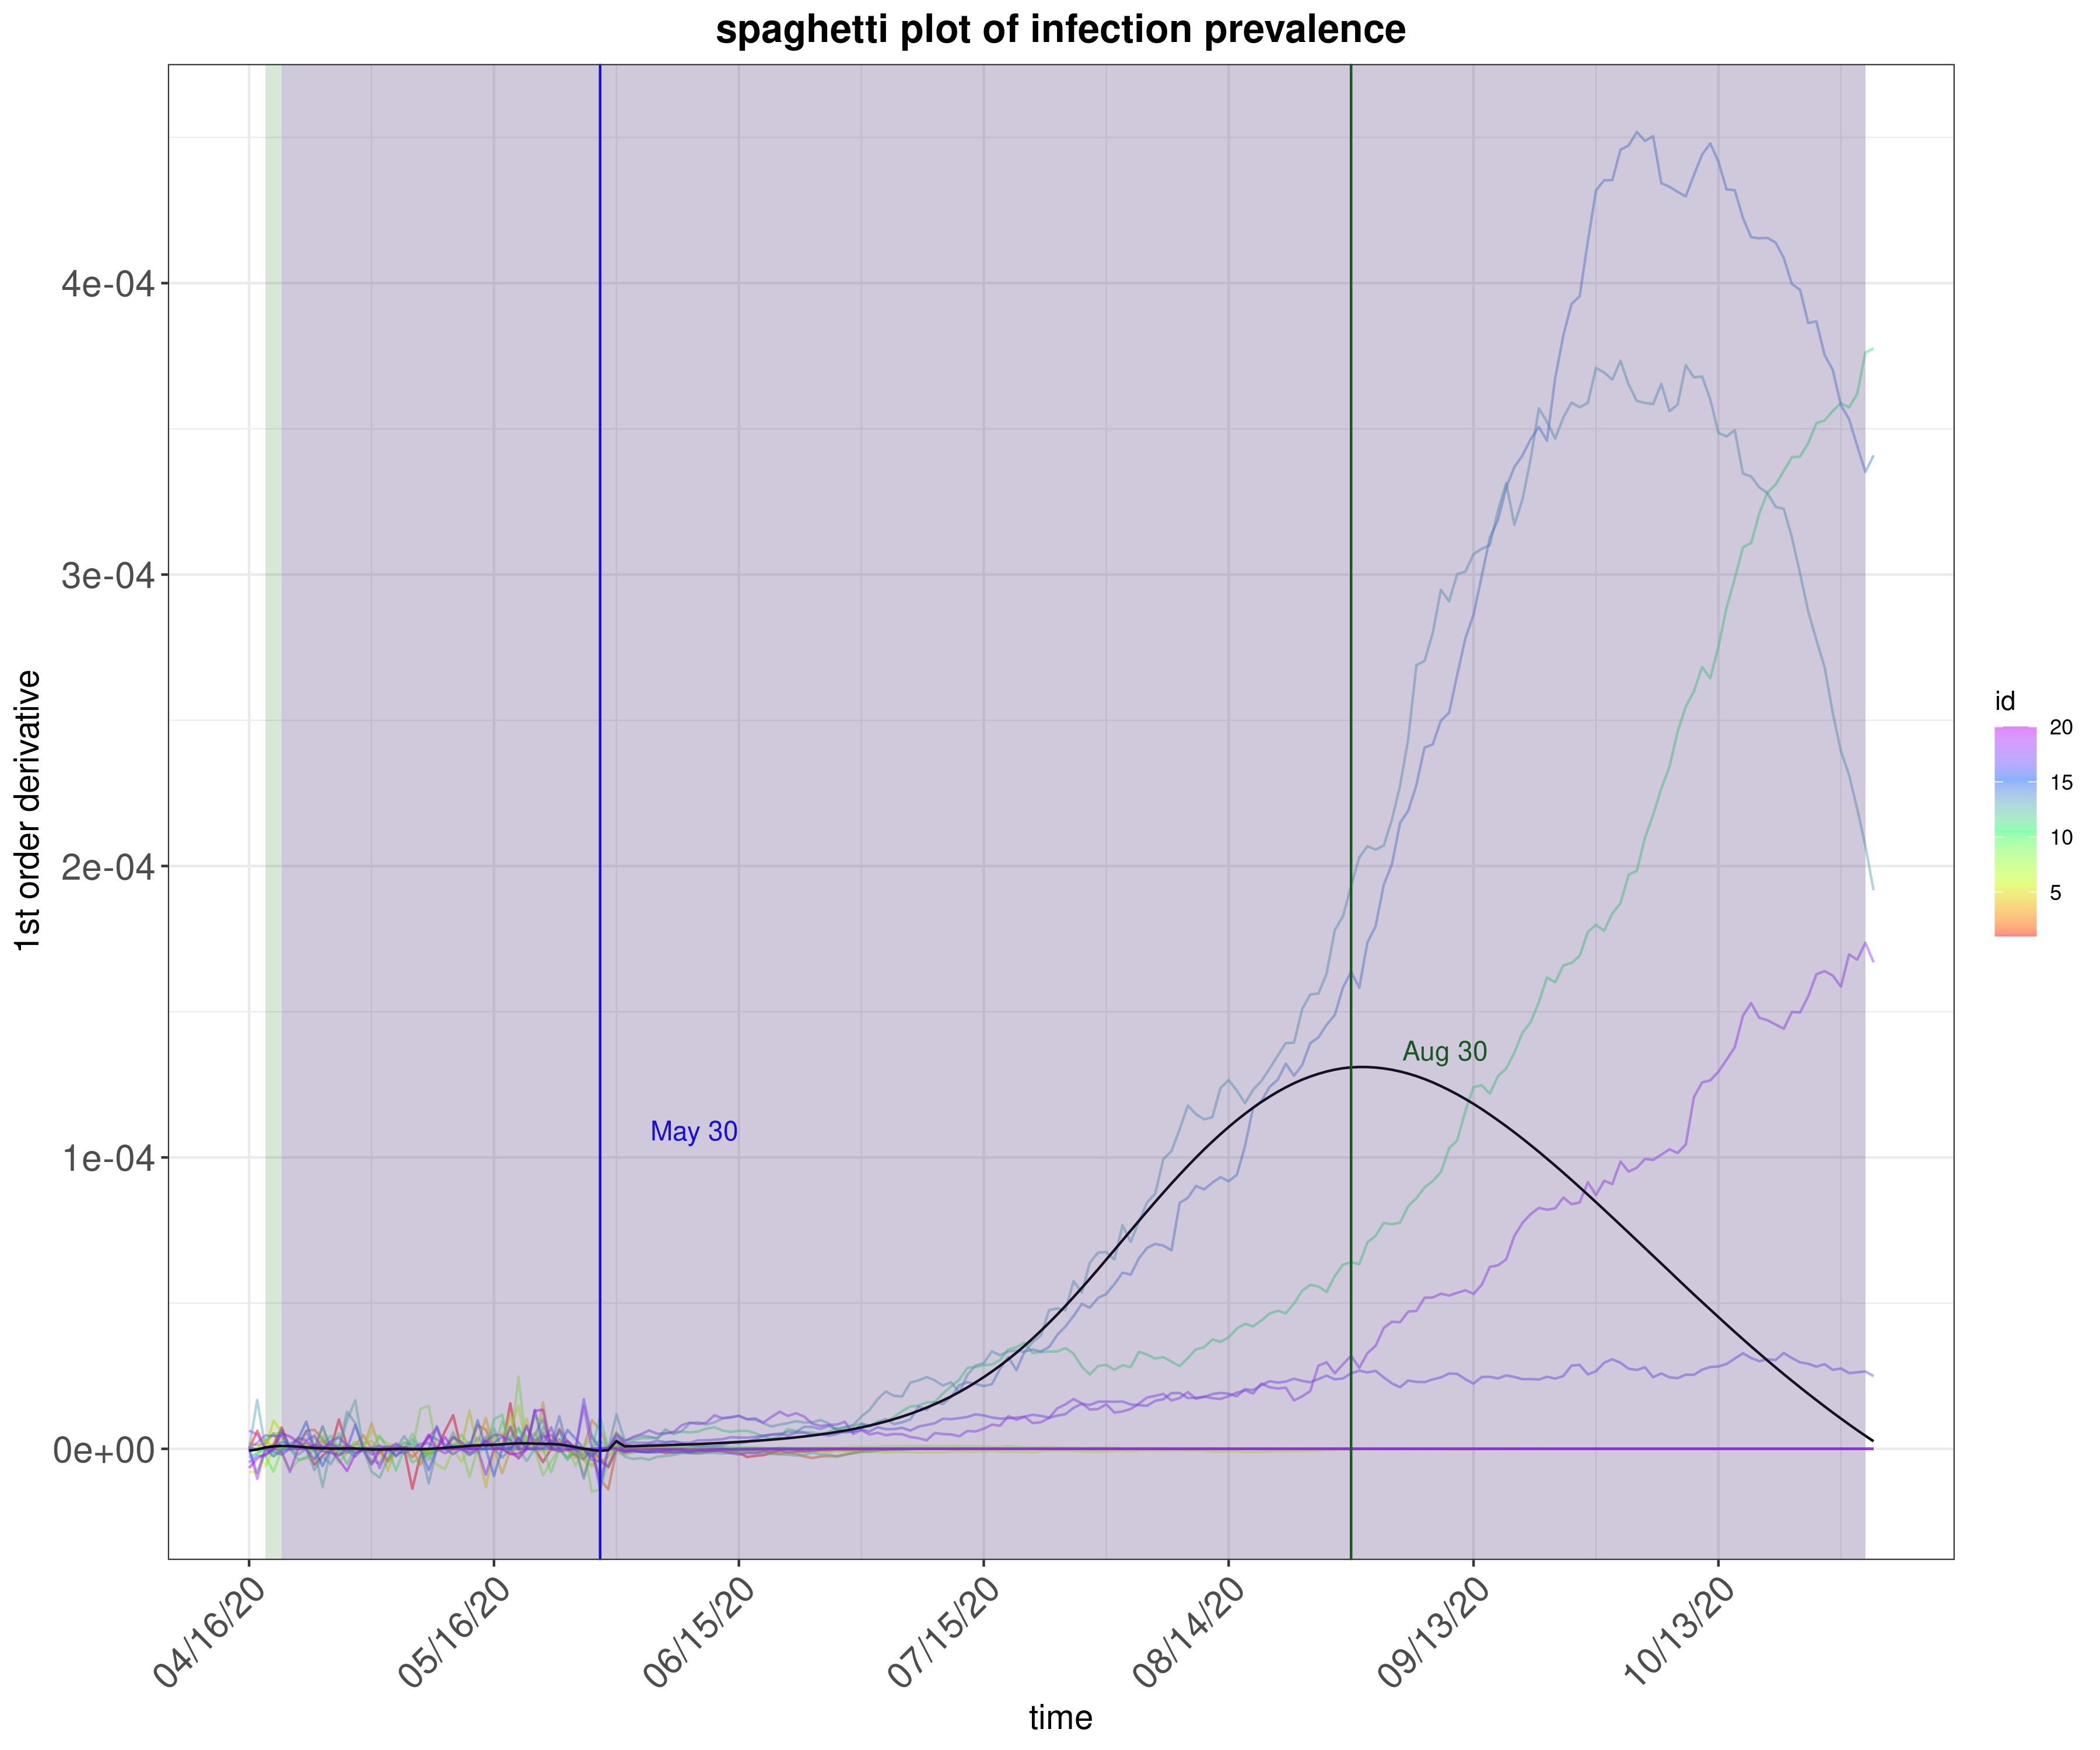 spaghetti plot of infection prevalence
1st order derivative
4e-04
3e-04
2e-04
1e-04
0e+00
May 30
Aug 30
04/16/20
05/16/20
06/15/20
07/15/20
08/14/20
09/13/20
10/13/20
time
id
20
15
10
5